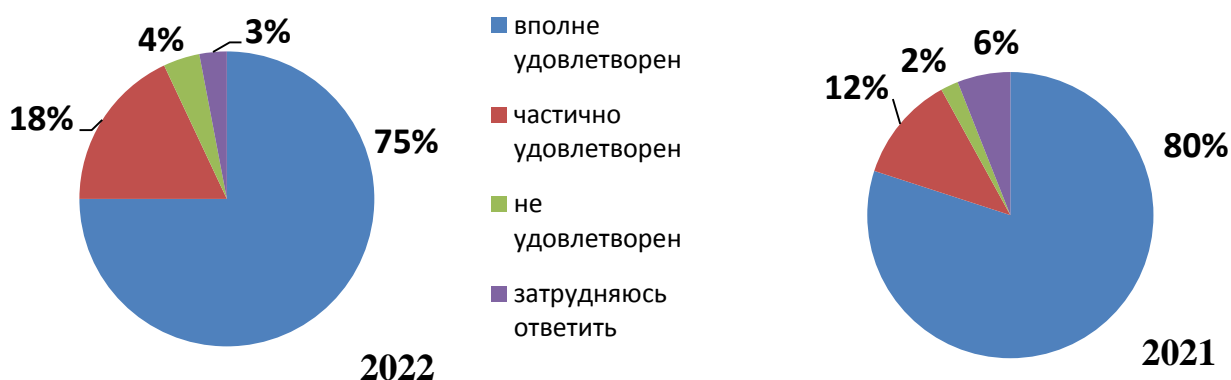 4%
3%
18%
75%
2022
вполне
удовлетворен
частично
удовлетворен
не
удовлетворен
затрудняюсь
ответить
6%
2%
12%
80%
2021